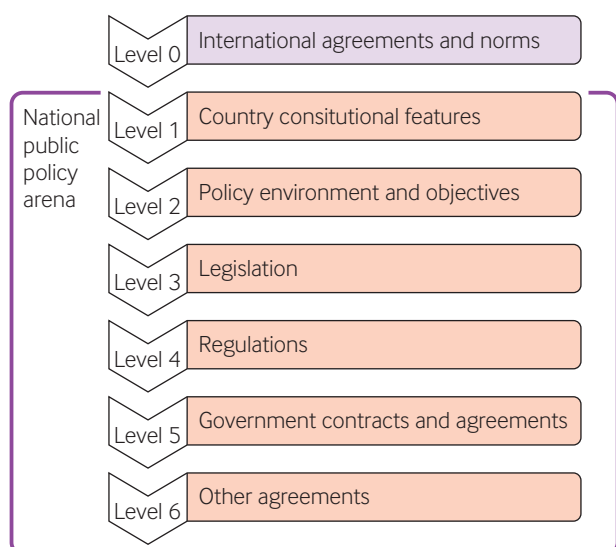 Level 0
International agreements and norms
National
public
policy
arena
Level 1
Country consitutional features
Level 2
Policy environment and objectives
Level 3
Legislation
Level 4
Regulations
Level 5
Government contracts and agreements
Level 6
Other agreements